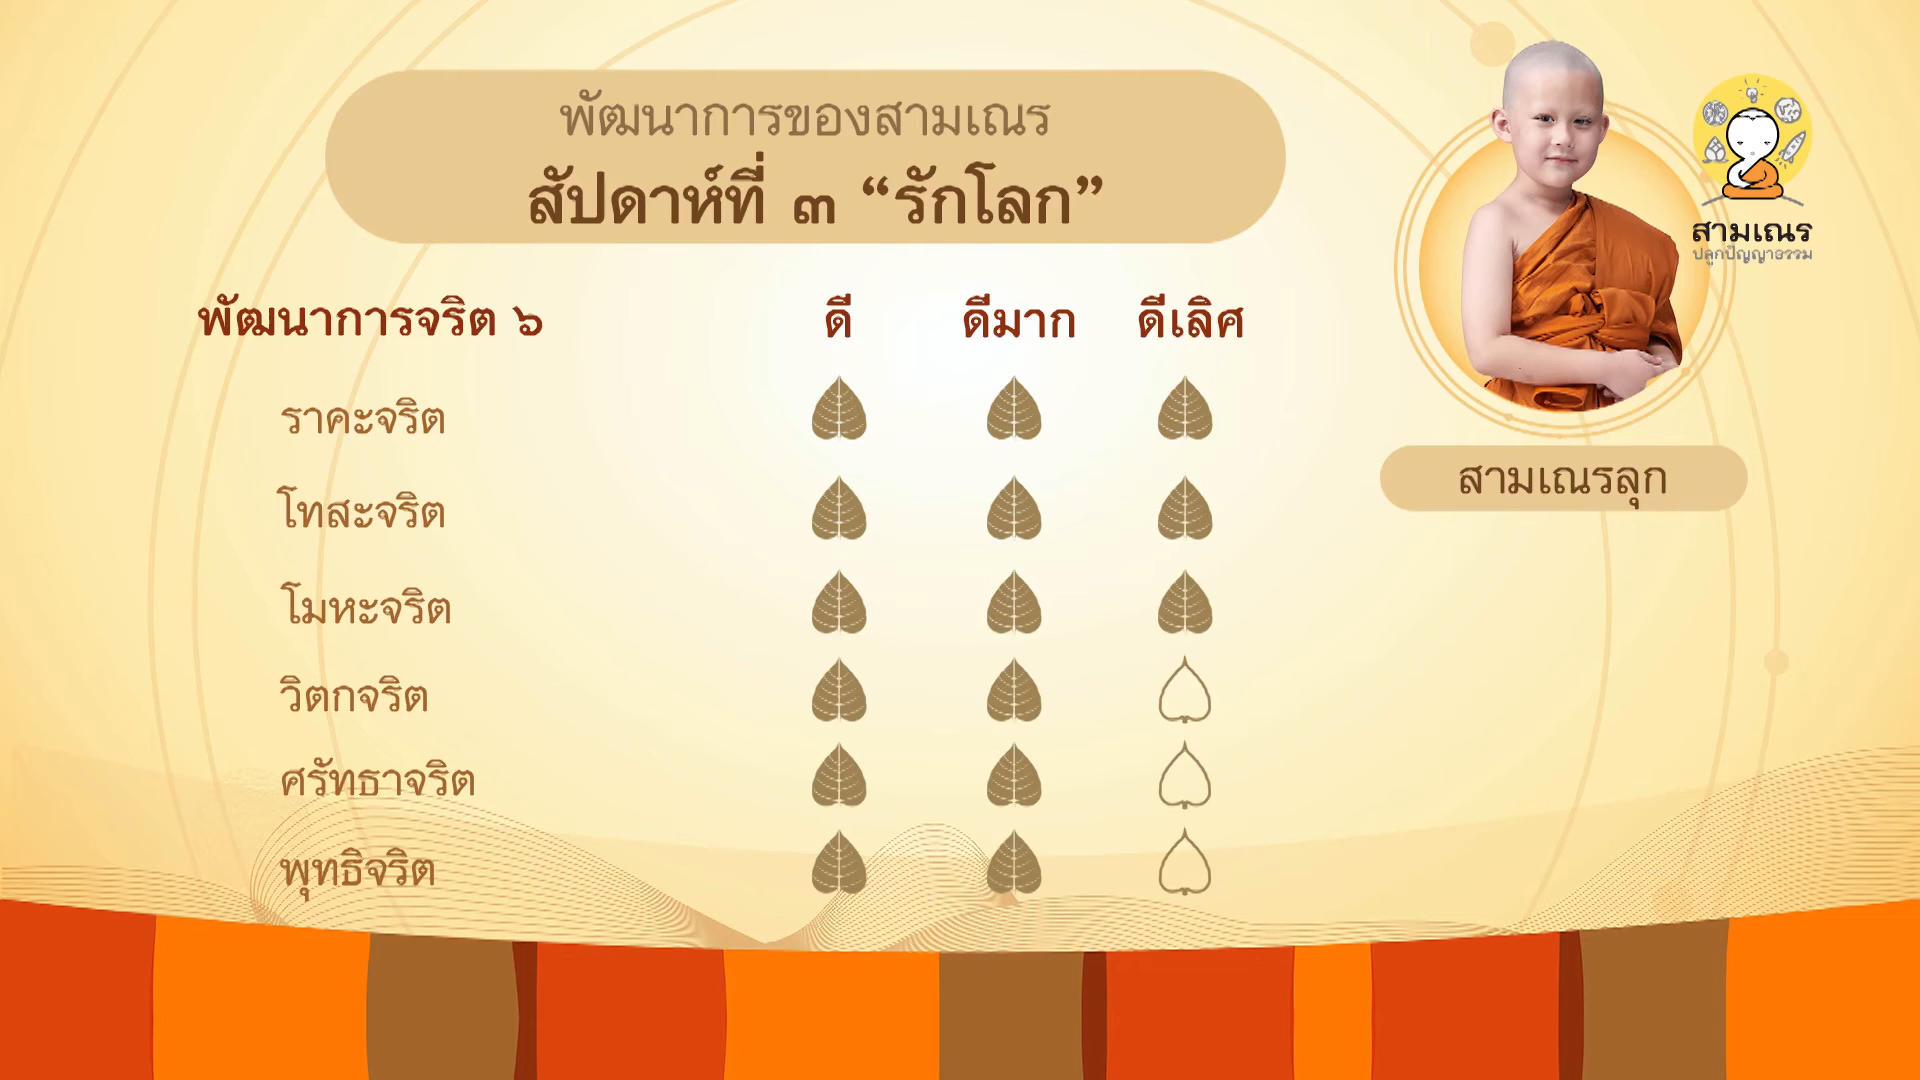 พัฒนาการของสามเณร
สัปดาห์ที่ ๓ “รักโลก”
สามเณร
ปลูกปัญญาธรรม
พัฒนาการจริต ๖ ดี ดีมาก ดีเลิศ
ราคะจริต
สามเณรลุก
โทสะจริต
โมหะจริต
วิตกจริต
ศรัทธาจริต
พุทธิจริต